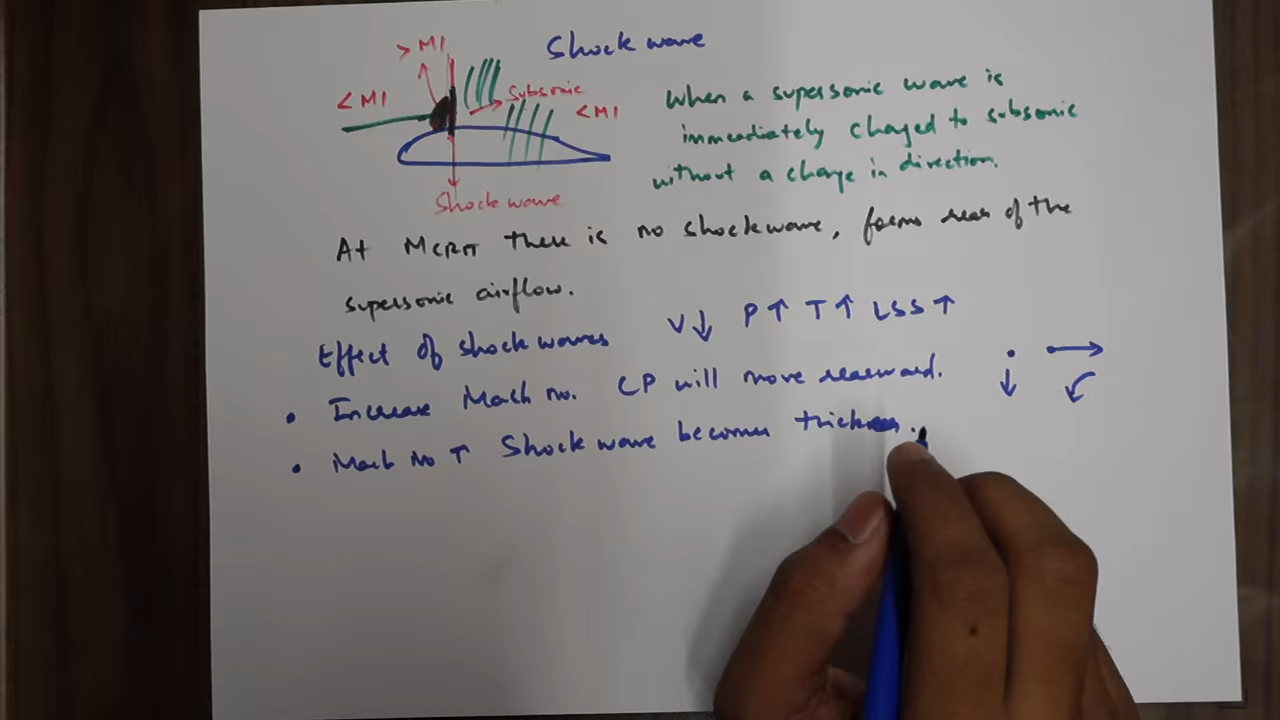 Shock wave
> M1
< M1
Subsonic
< M1
Shock wave
When a supersonic wave is
immediately chaged to subsonic
without a chage in direction.
At MCRIT there is no shockwave, forms rear of the
supersonic airflow.
Effect of shock waves V↓ P↑ T↑ LSS↑
• Increase Mach no. CP will move rearward.
• Mach No ↑ Shock wave becomes thicker.